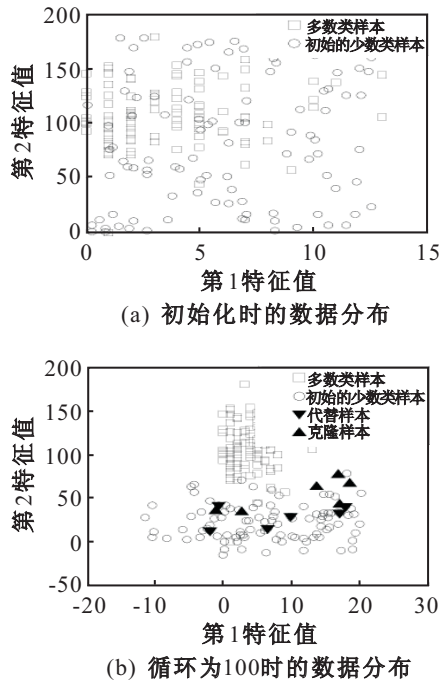 200
多数类样本
初始的少数类样本
150
100
50
0
第2特征值
0 5 10 15
第1特征值
(a) 初始化时的数据分布
200
多数类样本
初始的少数类样本
代替样本
克隆样本
150
100
50
0
-50
第2特征值
-20 -10 0 10 20 30
第1特征值
(b) 循环为100时的数据分布